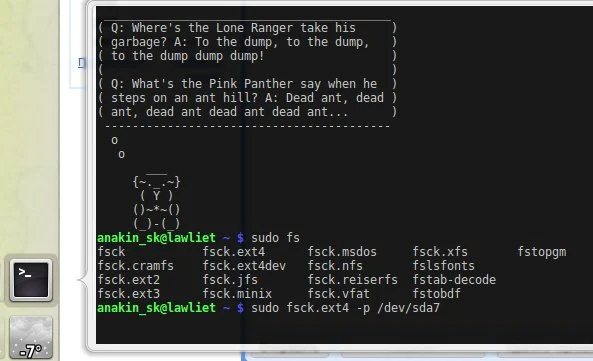 _________________________________________
( Q: Where's the Lone Ranger take his     )
( garbage? A: To the dump, to the dump,   )
( to the dump dump dump!                  )
(                                         )
( Q: What's the Pink Panther say when he  )
( steps on an ant hill? A: Dead ant, dead )
( ant, dead ant dead ant dead ant...      )
 -----------------------------------------
  o
   o
       ___
     {~._.~}
      ( Y )
     ()~*~()
     (_)-(_)
anakin_sk@lawliet ~ $ sudo fs
fsck           fsck.ext4      fsck.msdos     fsck.xfs       fstopgm
fsck.cramfs    fsck.ext4dev   fsck.nfs       fslsfonts
fsck.ext2      fsck.jfs       fsck.reiserfs  fstab-decode
fsck.ext3      fsck.minix     fsck.vfat      fstobdf
anakin_sk@lawliet ~ $ sudo fsck.ext4 -p /dev/sda7
>_
-7°